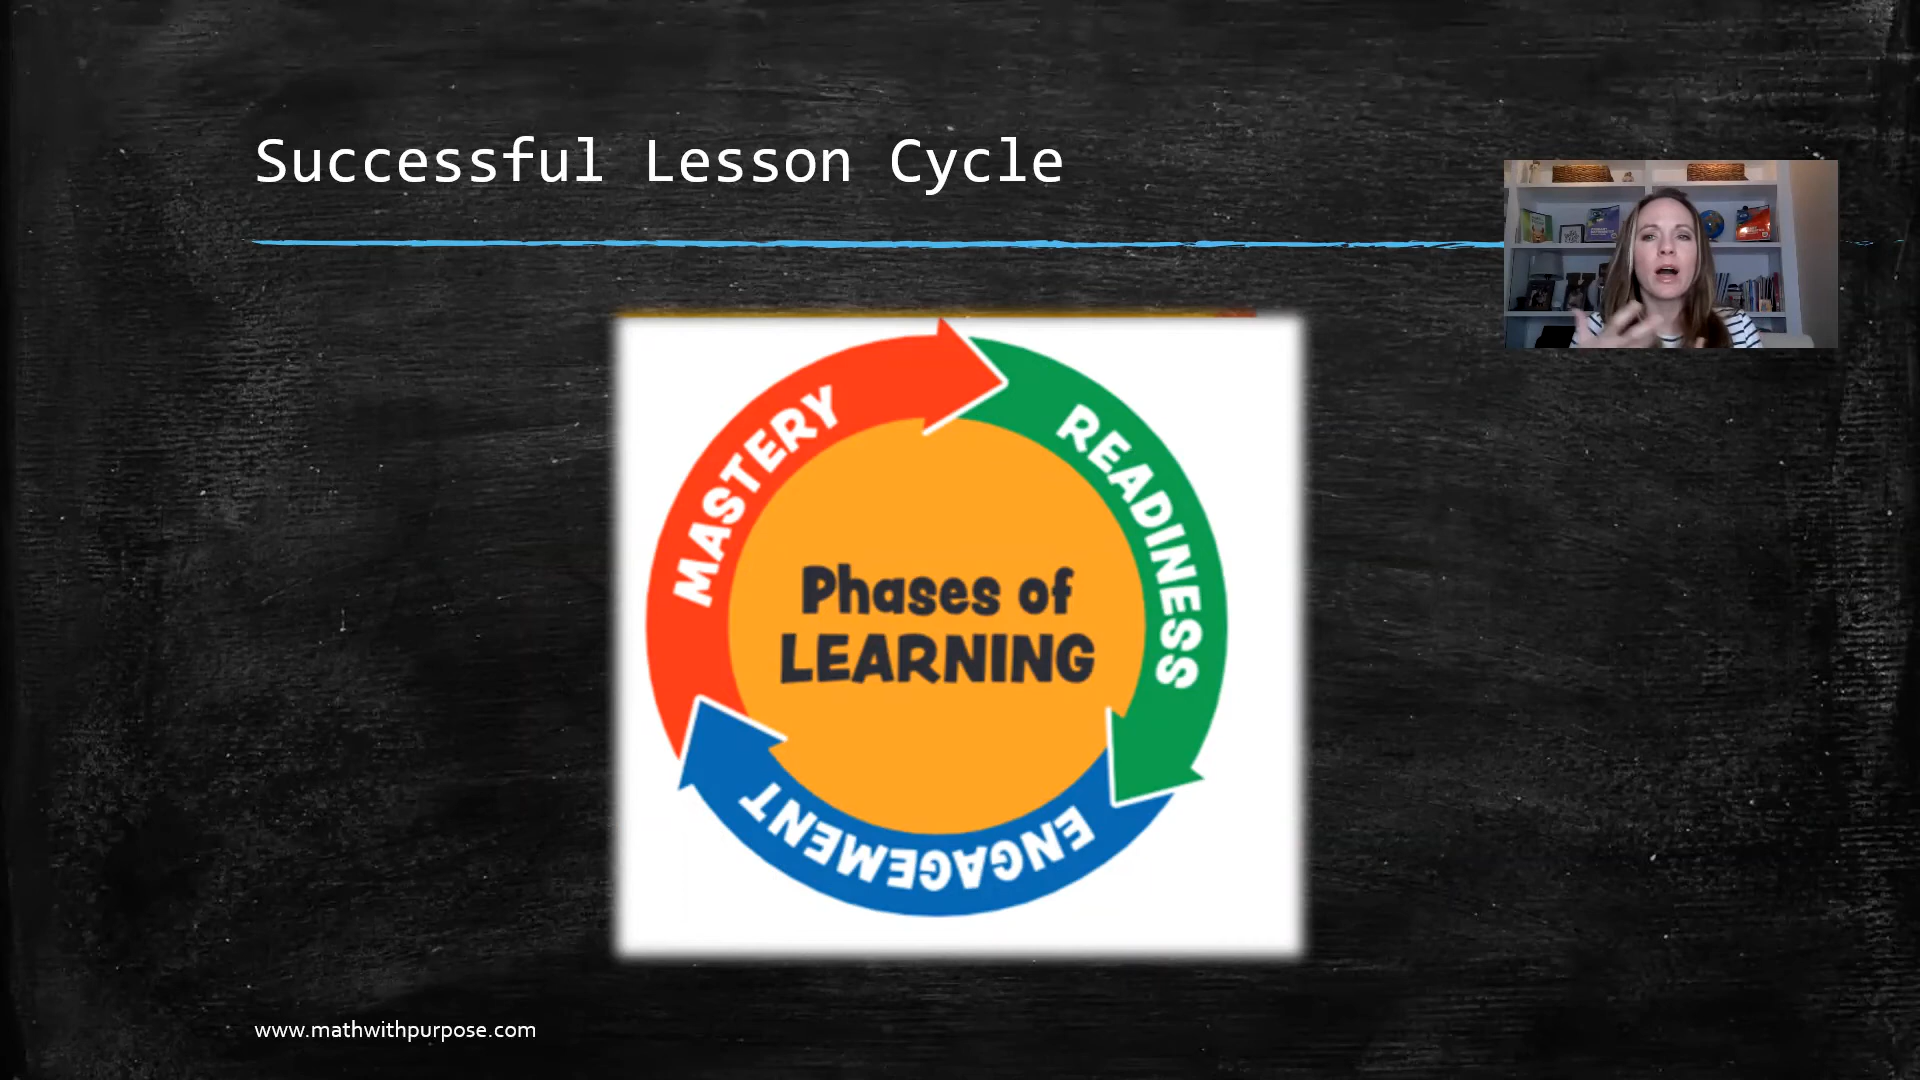 Successful Lesson Cycle
MASTERY
READINESS
Phases of
LEARNING
ENGAGEMENT
www.mathwithpurpose.com